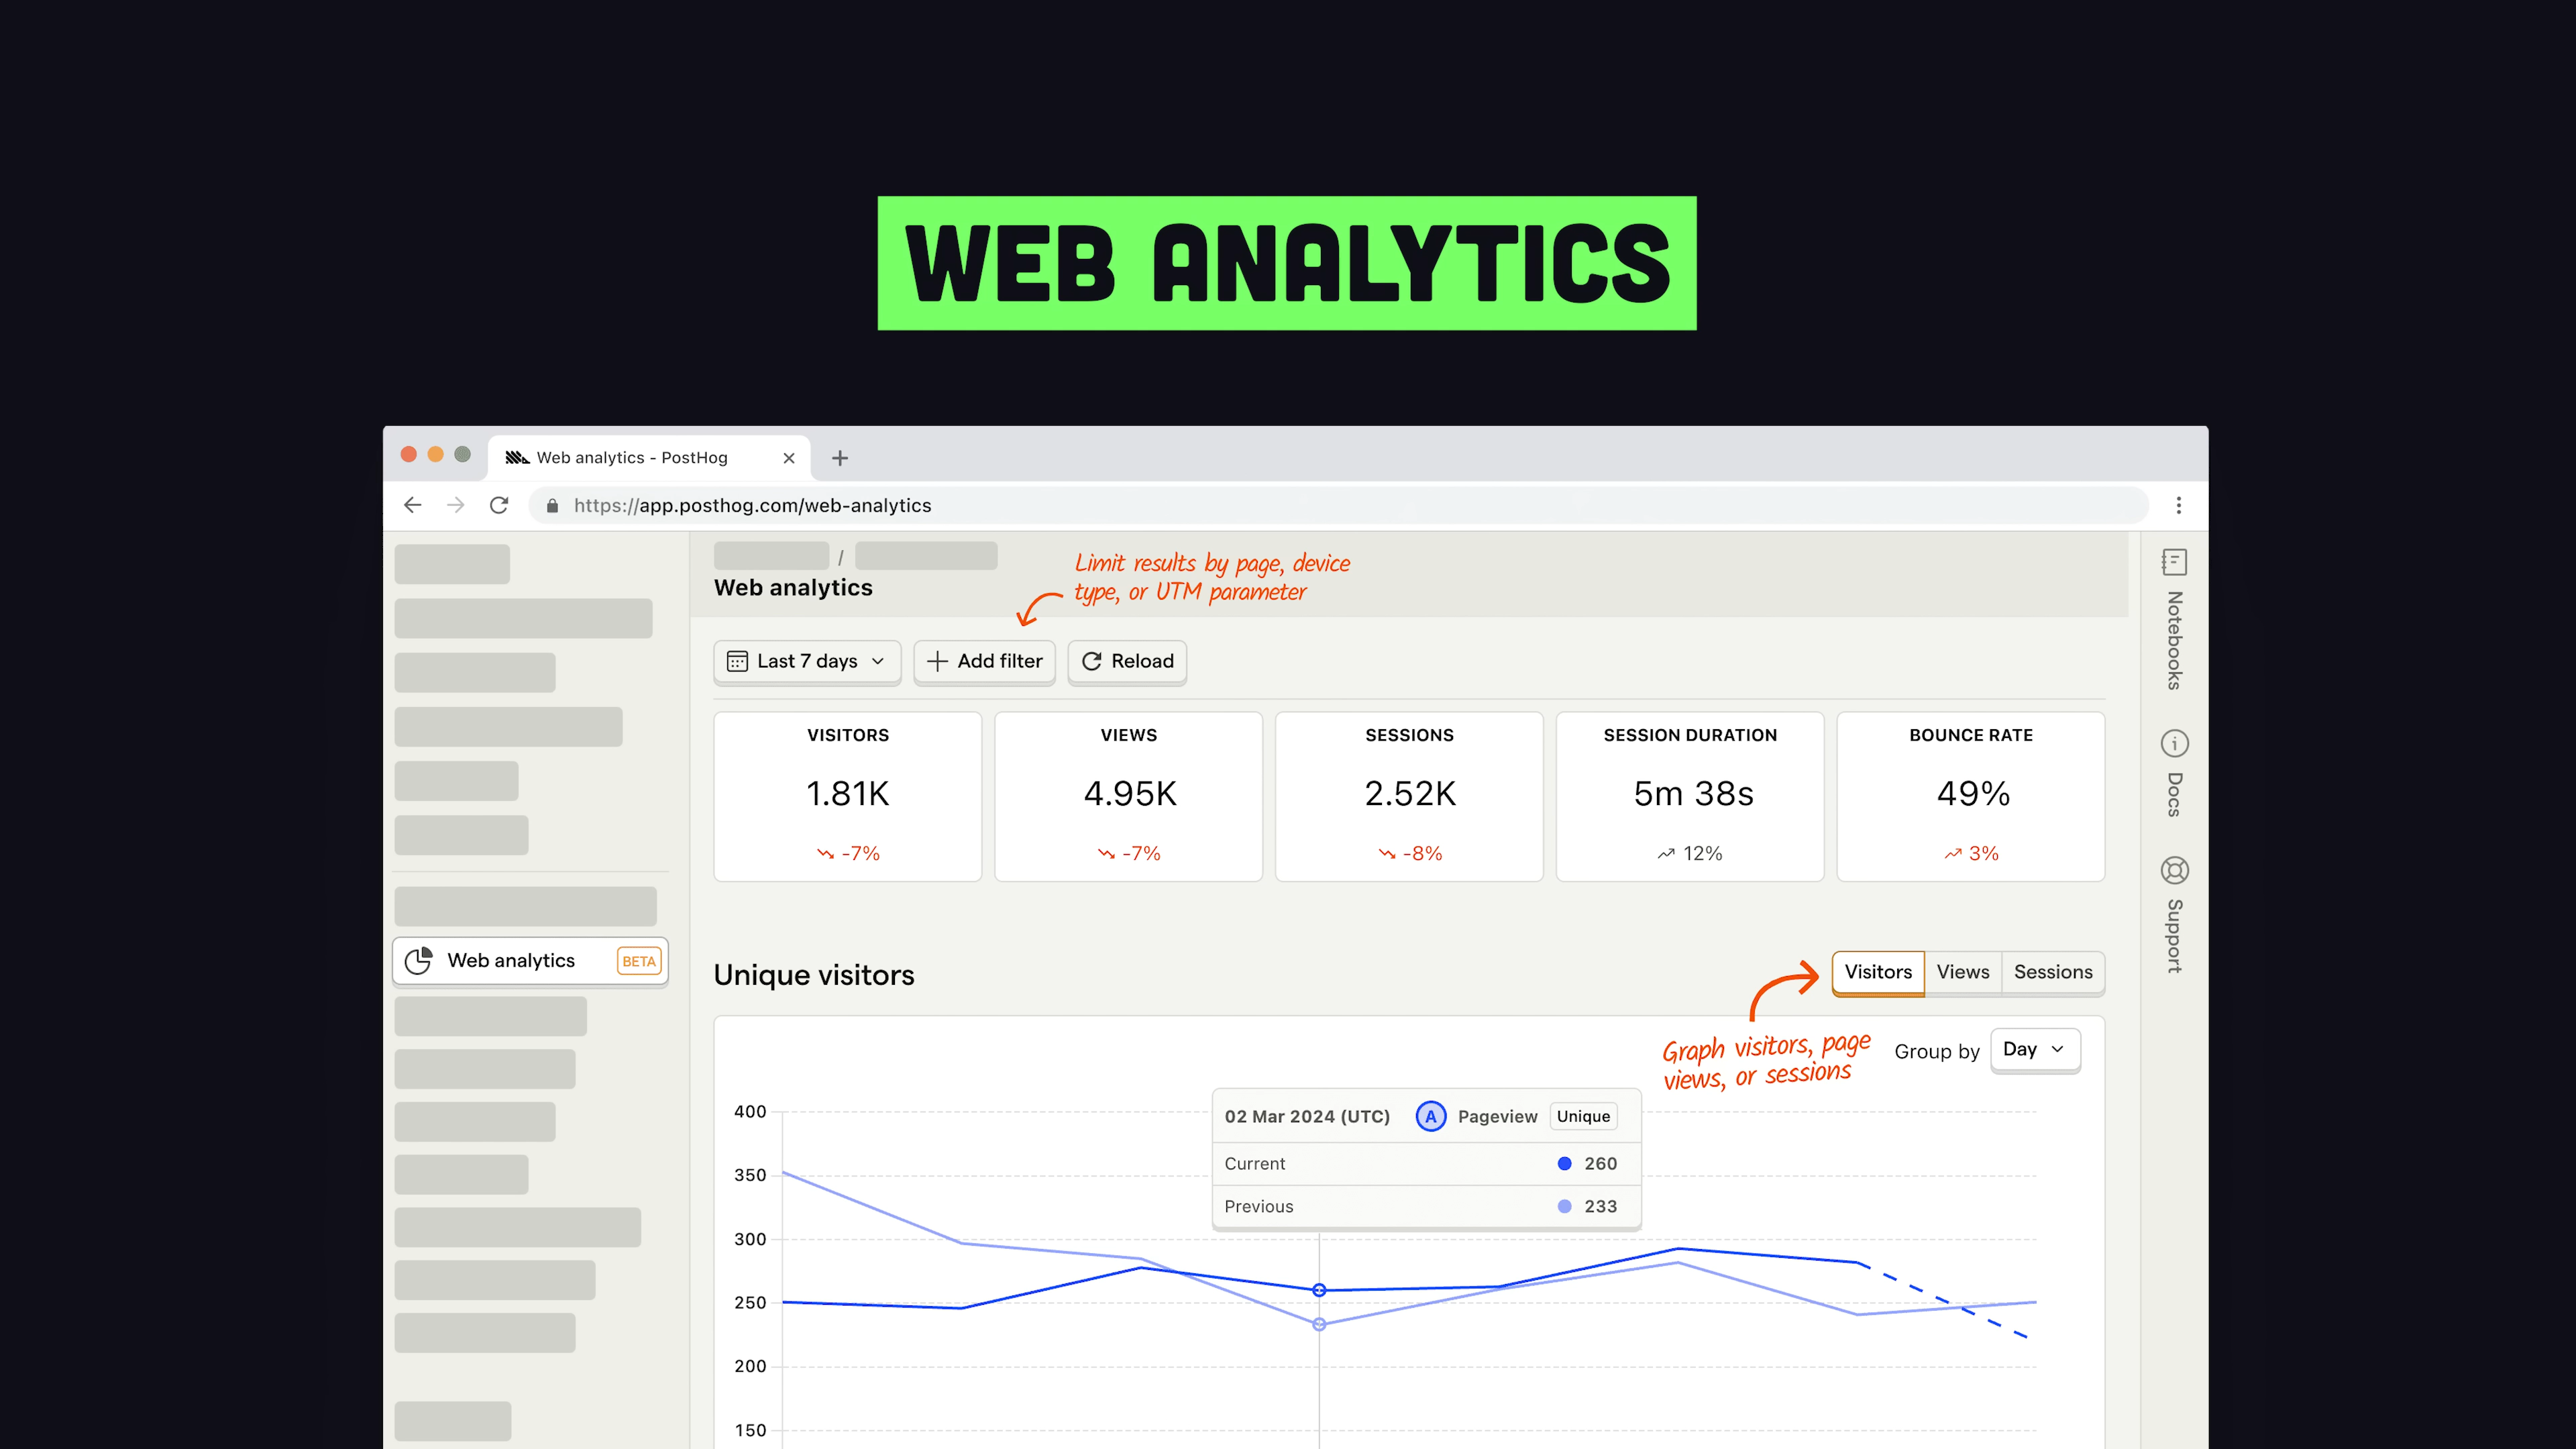 WEB ANALYTICS
Web analytics - PostHog
https://app.posthog.com/web-analytics
/
Web analytics
Limit results by page, device
type, or UTM parameter
Last 7 days
Add filter
Reload
VISITORS
1.81K
-7%
VIEWS
4.95K
-7%
SESSIONS
2.52K
-8%
SESSION DURATION
5m 38s
12%
BOUNCE RATE
49%
3%
Notebooks
Docs
Support
Web analytics BETA
Unique visitors
Visitors Views Sessions
Graph visitors, page
views, or sessions
Group by Day
02 Mar 2024 (UTC) A Pageview Unique
Current 260
Previous 233
400
350
300
250
200
150